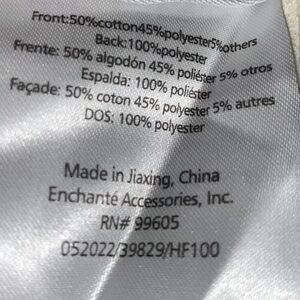 Front:50%cotton45%polyester5%others
Back:100%polyester
Frente: 50% algodón 45% poliéster 5% otros
Espalda: 100% poliéster
Façade: 50% coton 45% polyester 5% autres
DOS: 100% polyester
Made in Jiaxing, China
Enchanté Accessories, Inc.
RN# 99605
052022/39829/HF100